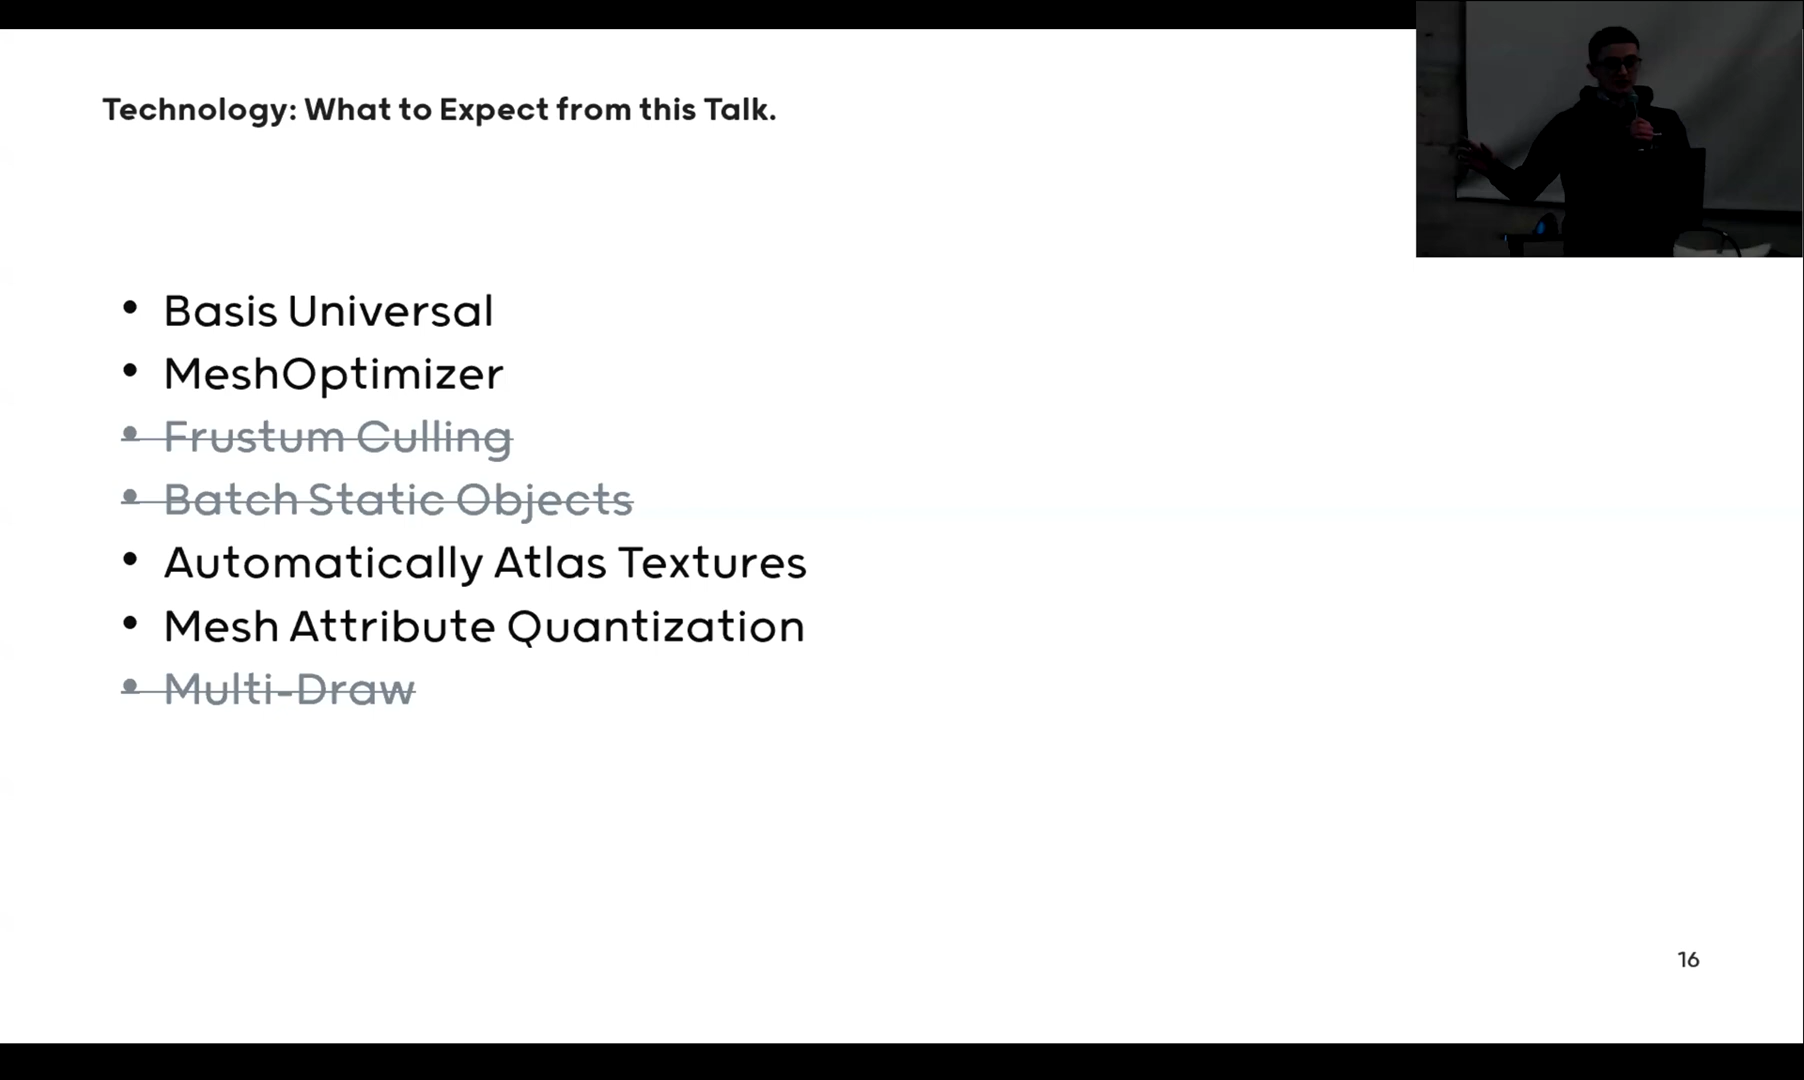 Technology: What to Expect from this Talk.
• Basis Universal
• MeshOptimizer
• Frustum Culling
• Batch Static Objects
• Automatically Atlas Textures
• Mesh Attribute Quantization
• Multi-Draw
16